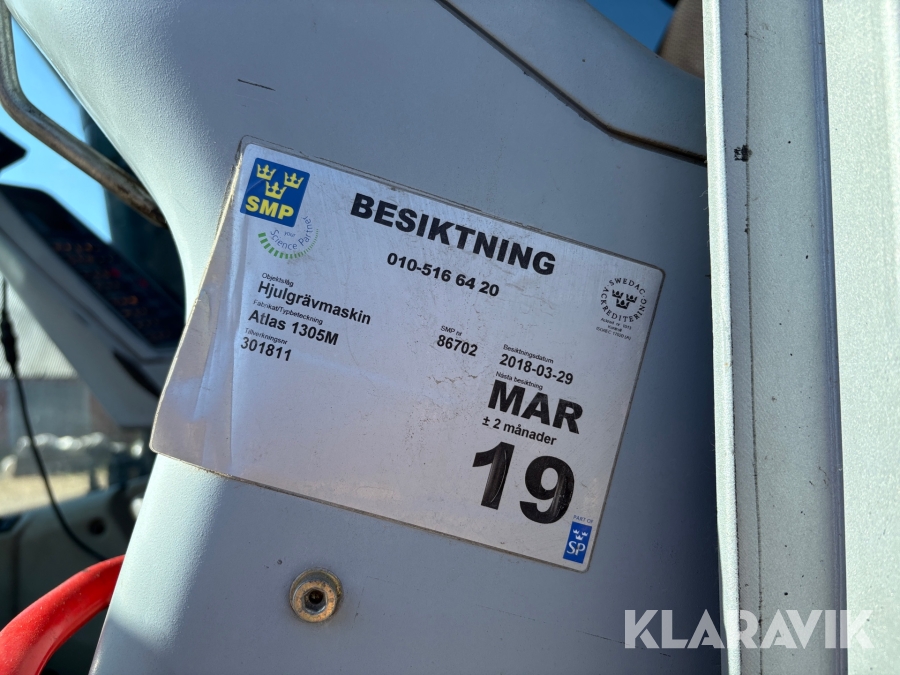 SMP
your
Science Partner
BESIKTNING
010-516 64 20
SWEDAC
ACKREDITERING
Objektslag
Hjulgrävmaskin
Fabrikat/Typbeteckning
Atlas 1305M
Tillverkningsnr
301811
SMP nr
86702
Besiktningsdatum
2018-03-29
Nästa besiktning
MAR
± 2 månader
19
PART OF
SP
KLARAVIK